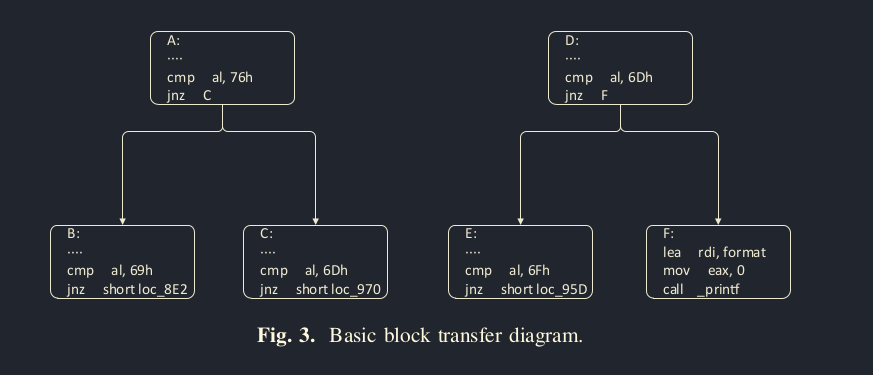 A:
....
cmp al, 76h
jnz C
D:
....
cmp al, 6Dh
jnz F
B:
....
cmp al, 69h
jnz short loc_8E2
C:
....
cmp al, 6Dh
jnz short loc_970
E:
....
cmp al, 6Fh
jnz short loc_95D
F:
lea rdi, format
mov eax, 0
call _printf
Fig. 3. Basic block transfer diagram.